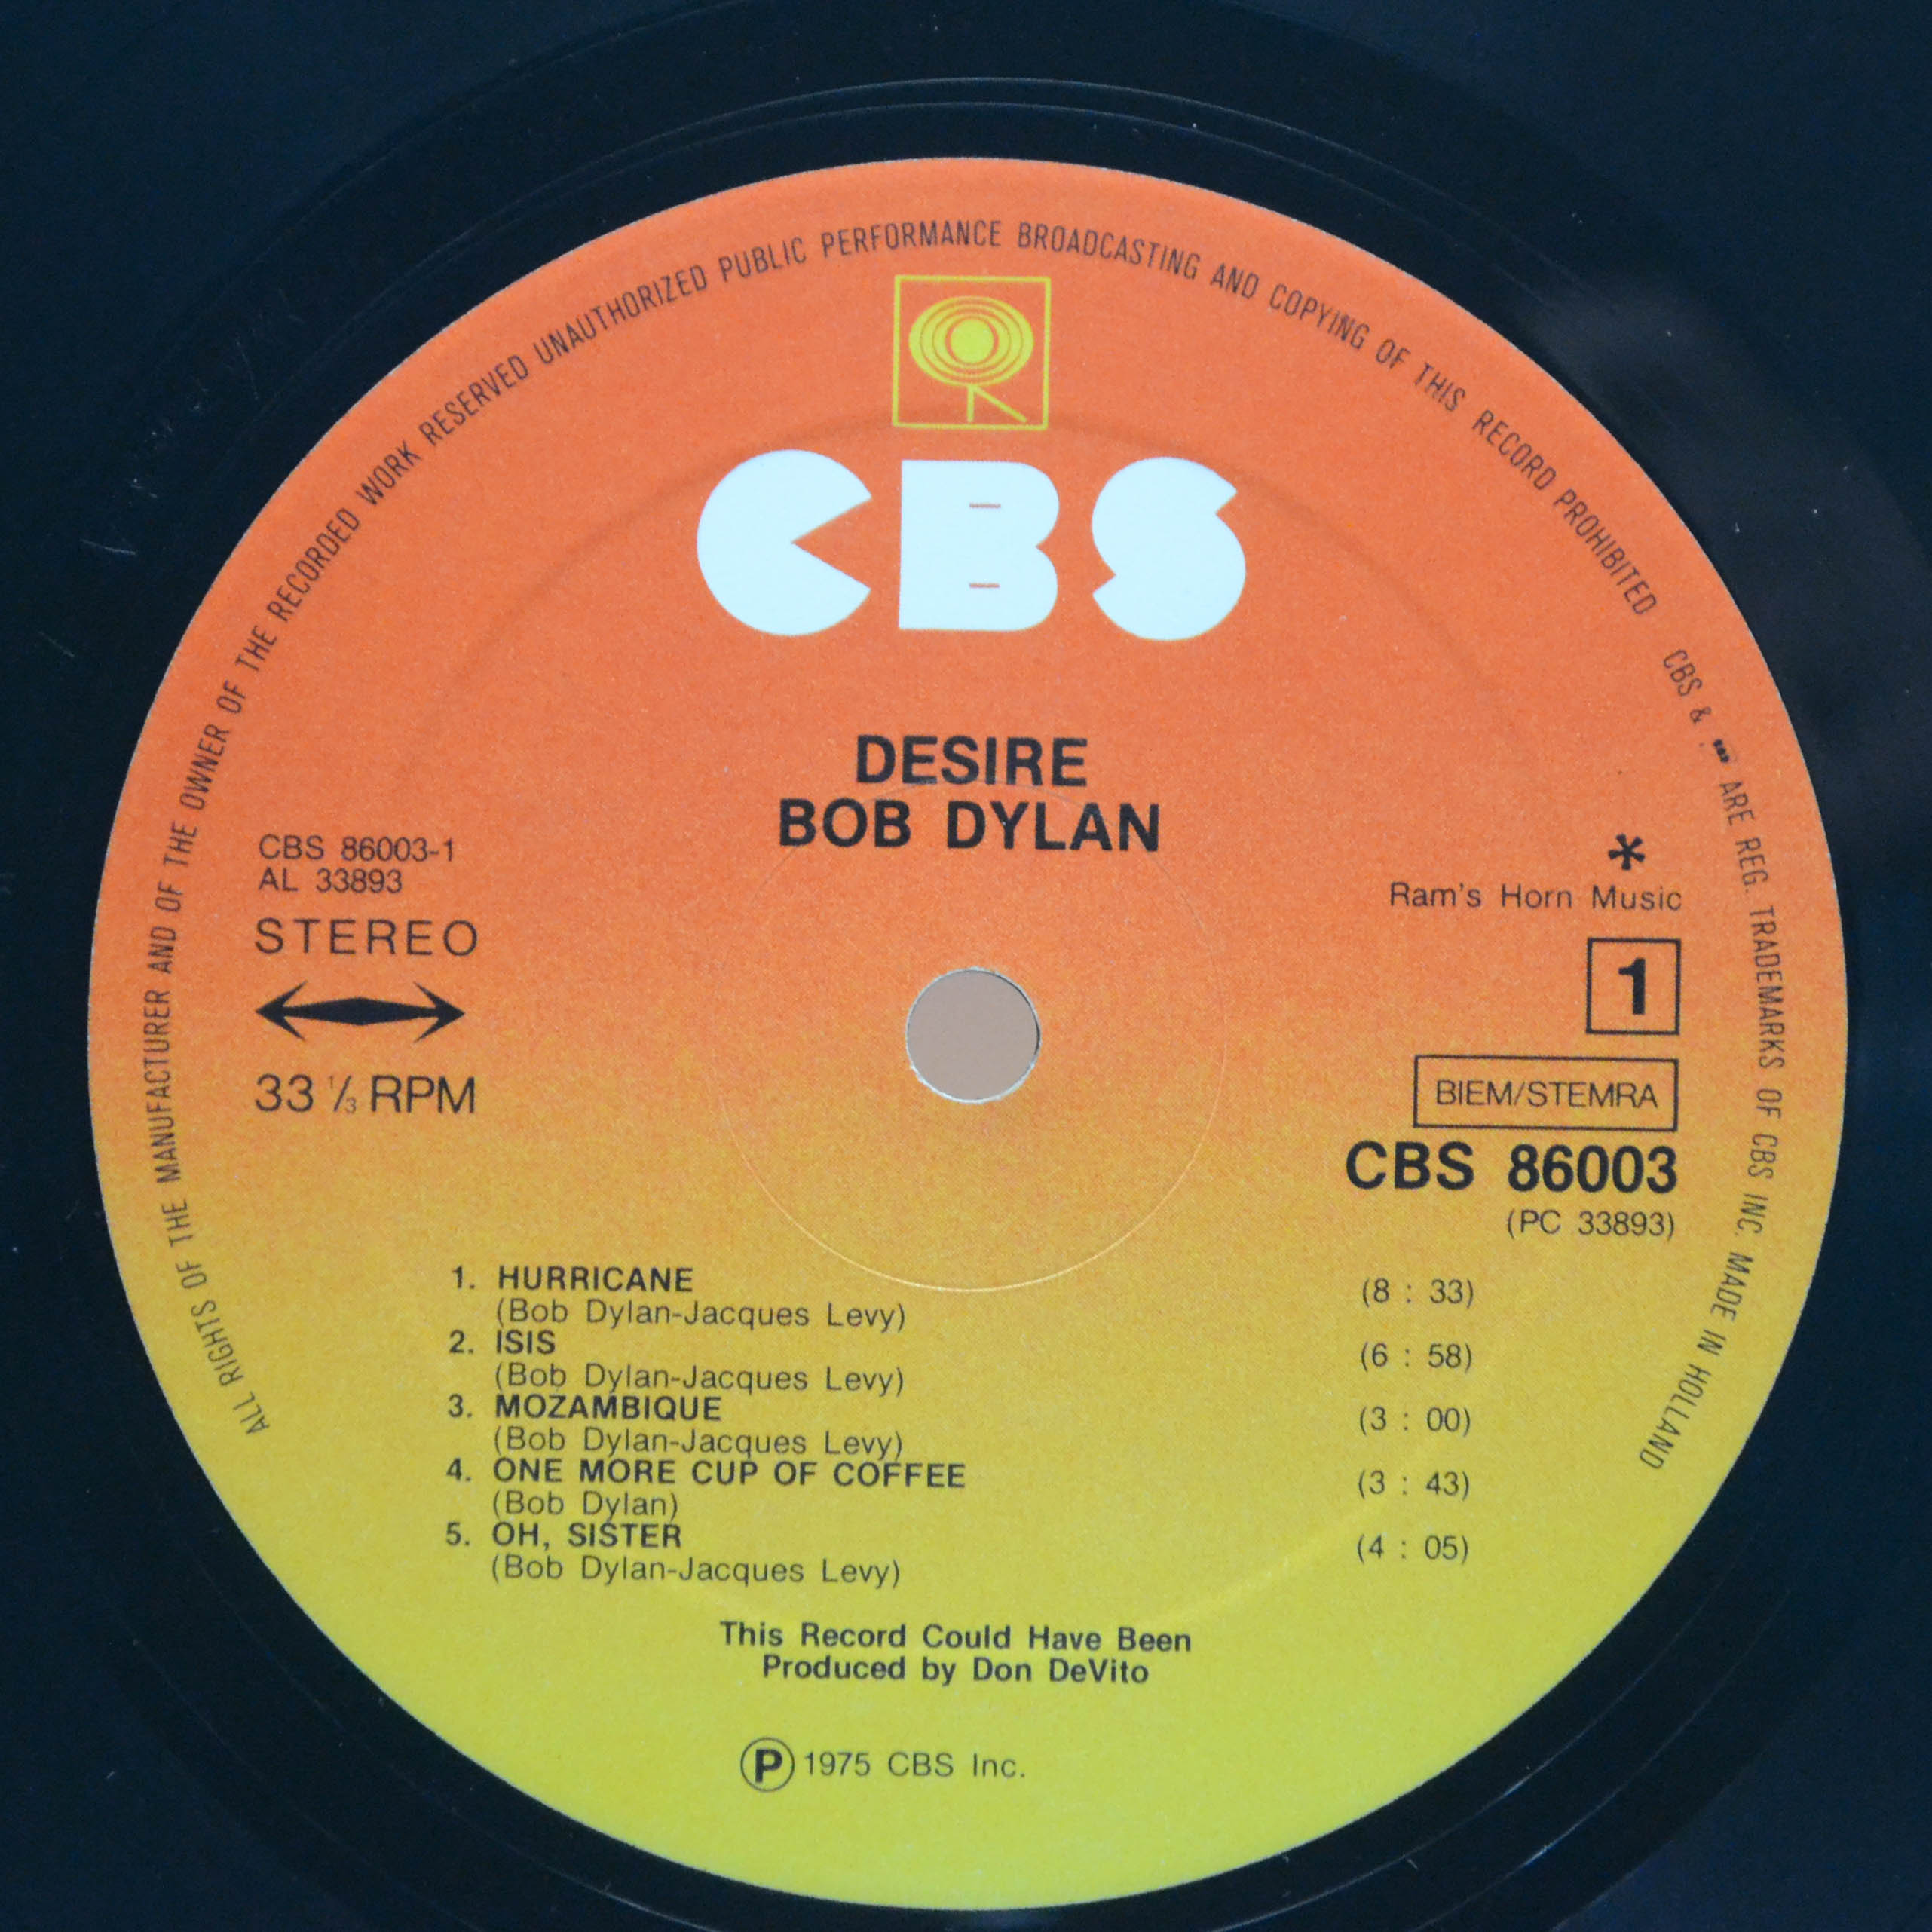 ALL RIGHTS OF THE MANUFACTURER AND OF THE OWNER OF THE RECORDED WORK RESERVED UNAUTHORIZED PUBLIC PERFORMANCE BROADCASTING AND COPYING OF THIS RECORD PROHIBITED CBS & ARE REG. TRADEMARKS OF CBS INC. MADE IN HOLLAND
CBS
DESIRE
BOB DYLAN
CBS 86003-1
AL 33893
STEREO
33 1/3 RPM
*
Ram's Horn Music
1
BIEM/STEMRA
CBS 86003
(PC 33893)
1. HURRICANE (8 : 33)
(Bob Dylan-Jacques Levy)
2. ISIS (6 : 58)
(Bob Dylan-Jacques Levy)
3. MOZAMBIQUE (3 : 00)
(Bob Dylan-Jacques Levy)
4. ONE MORE CUP OF COFFEE (3 : 43)
(Bob Dylan)
5. OH, SISTER (4 : 05)
(Bob Dylan-Jacques Levy)
This Record Could Have Been
Produced by Don DeVito
Ⓟ 1975 CBS Inc.